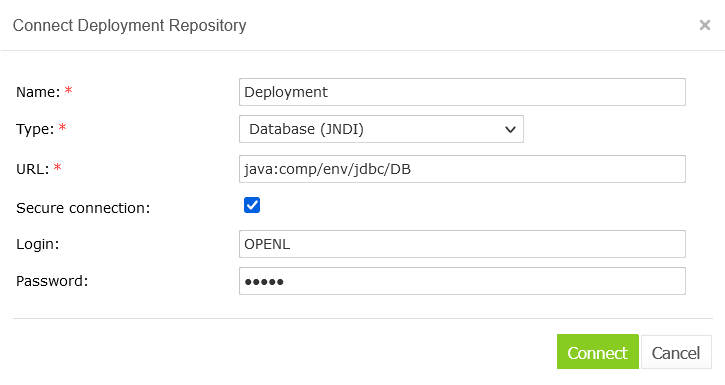 Connect Deployment Repository ×
Name: * Deployment
Type: * Database (JNDI)
URL: * java:comp/env/jdbc/DB
Secure connection:
Login: OPENL
Password: •••••
Connect Cancel